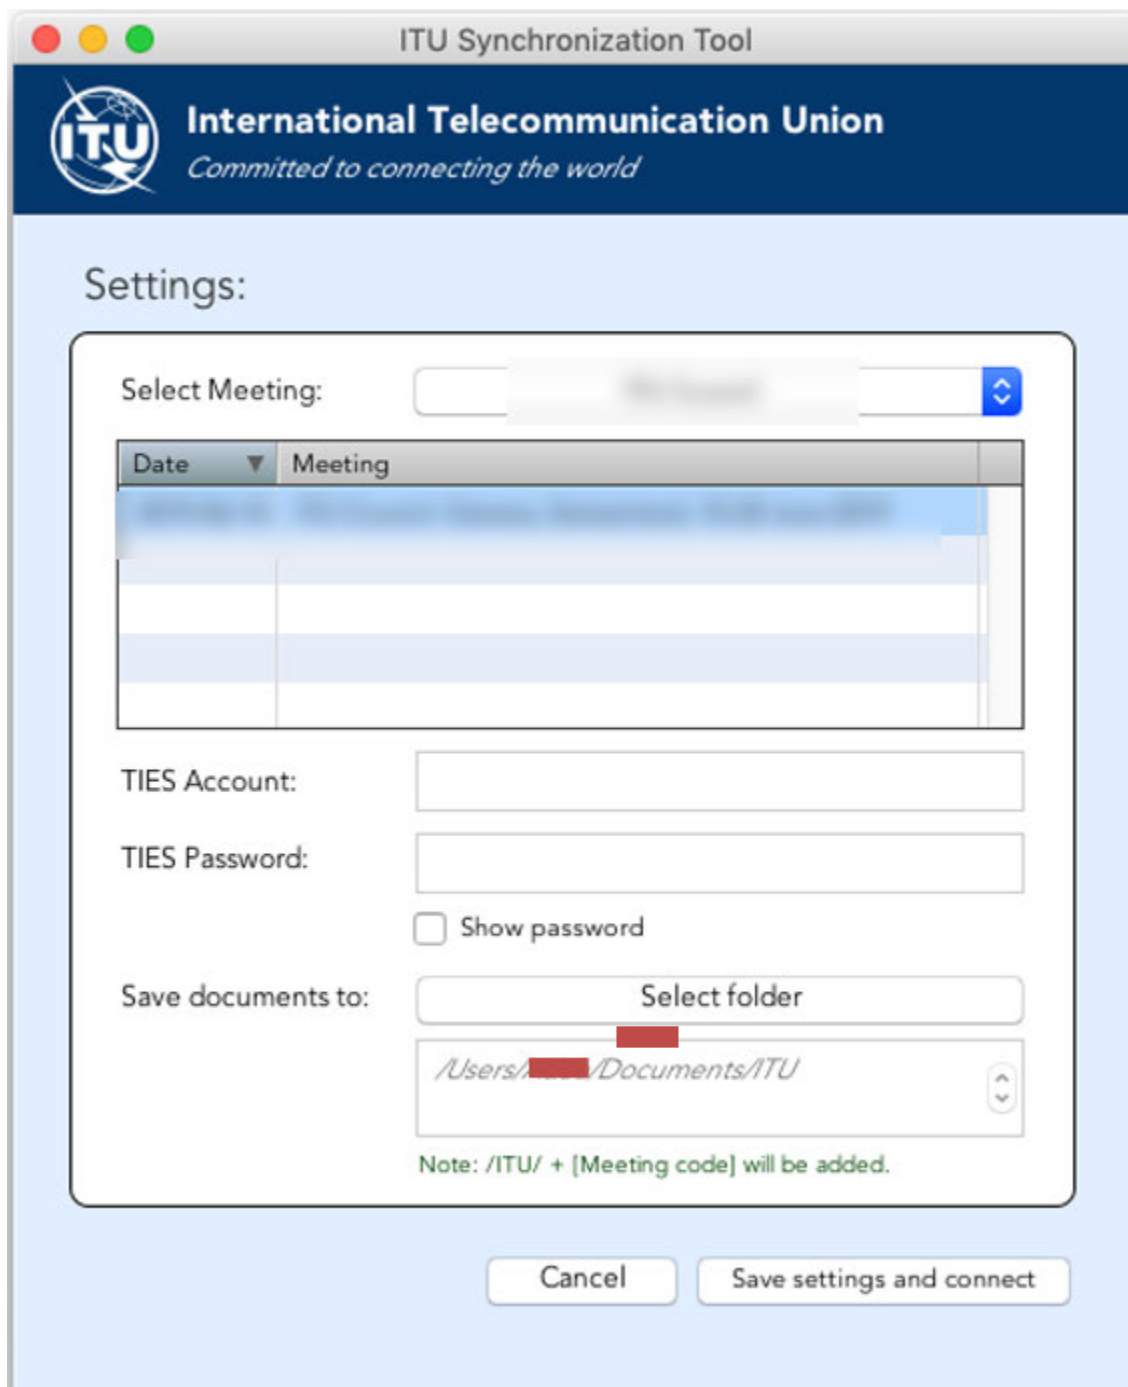 ITU Synchronization Tool
ITU
International Telecommunication Union
Committed to connecting the world
Settings:
Select Meeting:
Date Meeting
TIES Account:
TIES Password:
Show password
Save documents to: Select folder
/Users/ /Documents/ITU
Note: /ITU/ + [Meeting code] will be added.
Cancel Save settings and connect